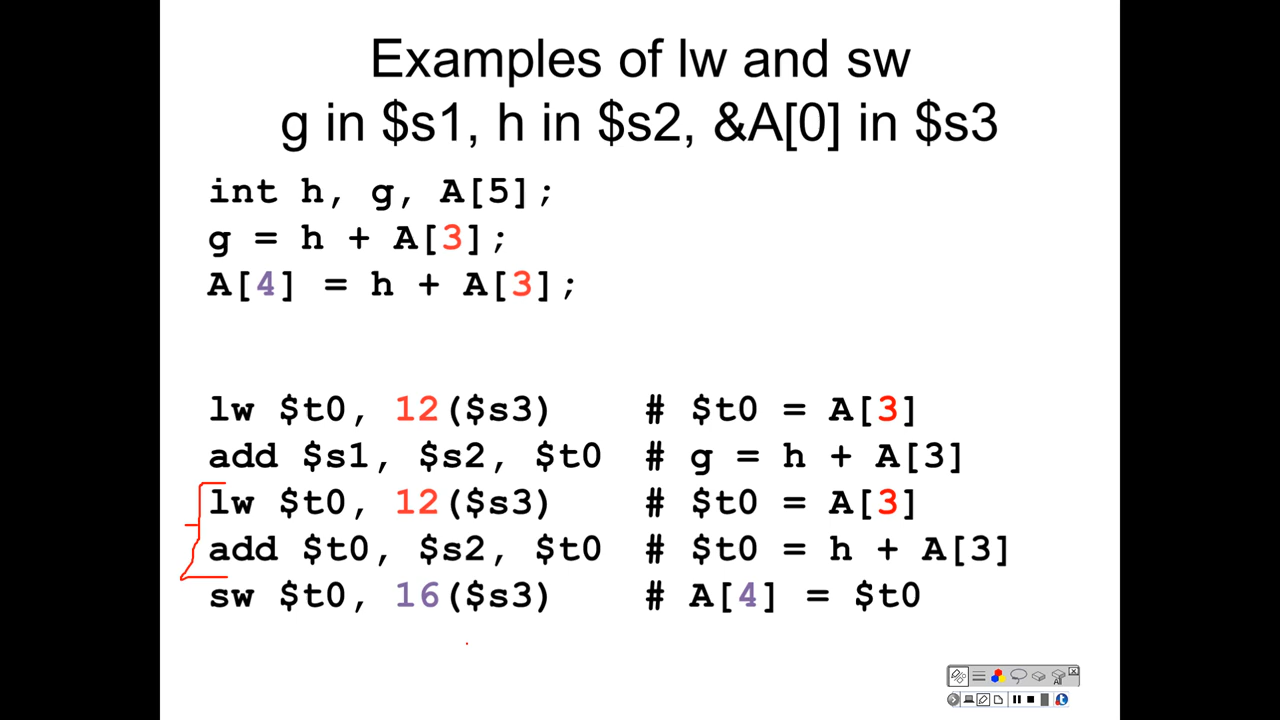 Examples of lw and sw
g in $s1, h in $s2, &A[0] in $s3
int h, g, A[5];
g = h + A[3];
A[4] = h + A[3];
lw $t0, 12($s3) # $t0 = A[3]
add $s1, $s2, $t0 # g = h + A[3]
lw $t0, 12($s3) # $t0 = A[3]
add $t0, $s2, $t0 # $t0 = h + A[3]
sw $t0, 16($s3) # A[4] = $t0